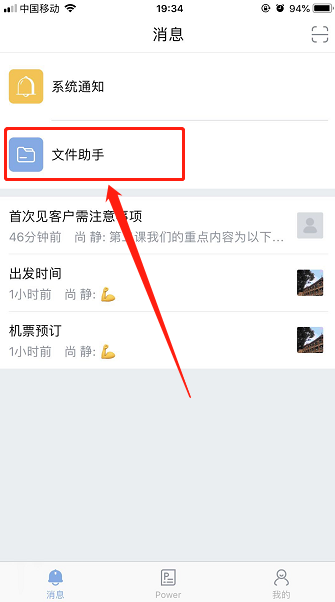 中国移动
19:34
94%
消息
系统通知
文件助手
首次见客户需注意事项
46分钟前 尚 静: 第二课我们的重点内容为以下...
出发时间
1小时前 尚 静: 💪
机票预订
1小时前 尚 静: 💪
消息
Power
我的